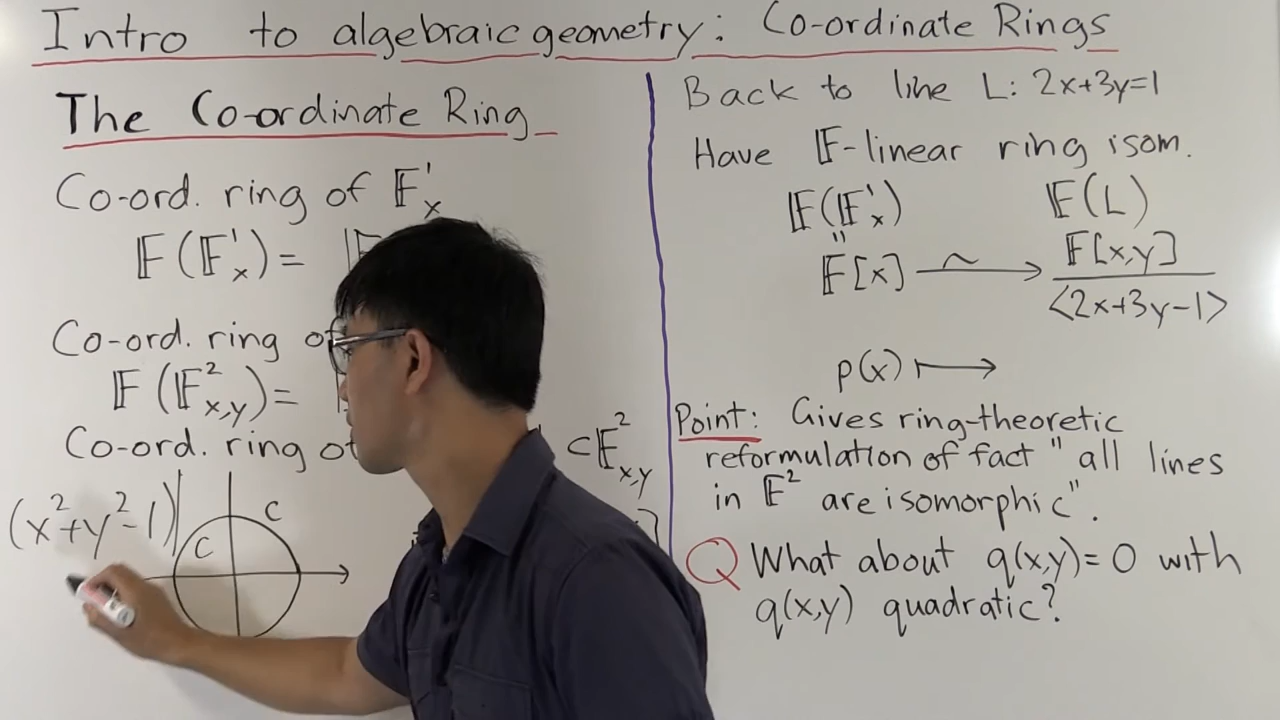 Intro to algebraic geometry: Co-ordinate Rings
The Co-ordinate Ring
Co-ord. ring of 𝔽¹ₓ
𝔽(𝔽¹ₓ) =
Co-ord. ring of
𝔽(𝔽²ₓ,ᵧ) =
Co-ord. ring of
⊂ 𝔽²ₓ,ᵧ
(x²+y²-1)|
C
C
Back to line L: 2x+3y=1
Have 𝔽-linear ring isom.
𝔽(𝔽¹ₓ) 𝔽(L)
"
𝔽[x] ⟶ ~ 𝔽[x,y]
<2x+3y-1>
p(x) ⟼
Point: Gives ring-theoretic
reformulation of fact "all lines
in 𝔽² are isomorphic".
Q What about q(x,y)=0 with
q(x,y) quadratic?